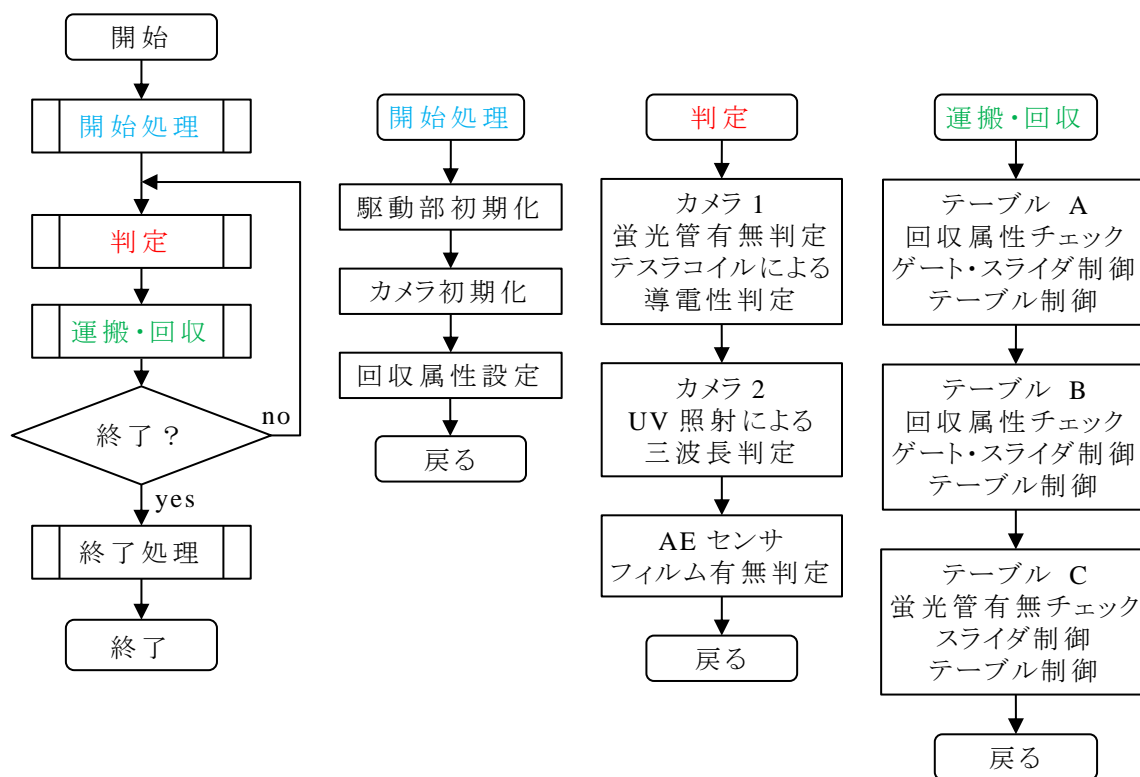 開始
開始処理
判定
運搬・回収
終了？
no
yes
終了処理
終了
開始処理
駆動部初期化
カメラ初期化
回収属性設定
戻る
判定
カメラ 1
蛍光管有無判定
テスラコイルによる
導電性判定
カメラ 2
UV 照射による
三波長判定
AE センサ
フィルム有無判定
戻る
運搬・回収
テーブル A
回収属性チェック
ゲート・スライダ制御
テーブル制御
テーブル B
回収属性チェック
ゲート・スライダ制御
テーブル制御
テーブル C
蛍光管有無チェック
スライダ制御
テーブル制御
戻る